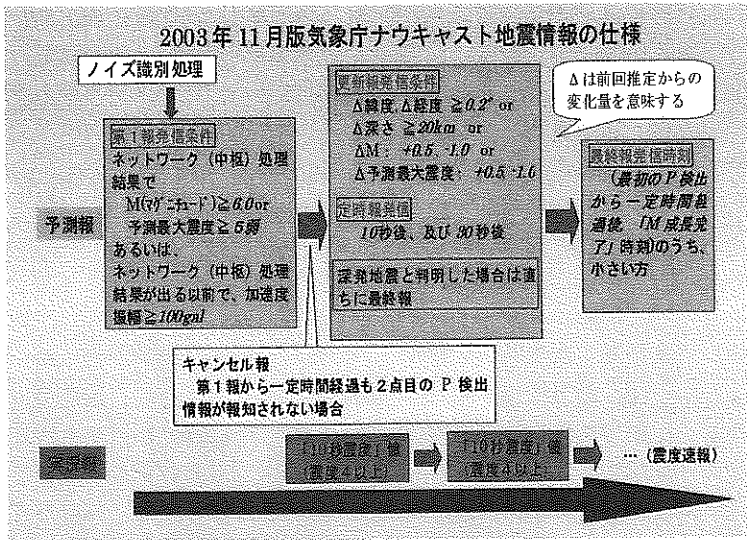 2003年11月版気象庁ナウキャスト地震情報の仕様
ノイズ識別処理
予測報
第1報発信条件
ネットワーク（中枢）処理
結果で
M(マグニチュード)≧6.0or
予測最大震度≧5弱
あるいは、
ネットワーク（中枢）処理
結果が出る以前で、加速度
振幅≧100gal
更新報発信条件
Δ緯度,Δ経度 ≧0.2° or
Δ深さ ≧20km or
ΔM： +0.5、-1.0 or
Δ予測最大震度： +0.5,-1.0
定時報発信
10秒後、及び30秒後
深発地震と判明した場合は直
ちに最終報
Δは前回推定からの
変化量を意味する
最終報発信時刻
（最初のP検出
から一定時間経
過後、「M成長完
了」時刻)のうち、
小さい方
キャンセル報
第1報から一定時間経過も2点目の P 検出
情報が報知されない場合
「10秒震度」値
（震度4以上）
「10秒震度」値
（震度4以上）
…（震度速報）